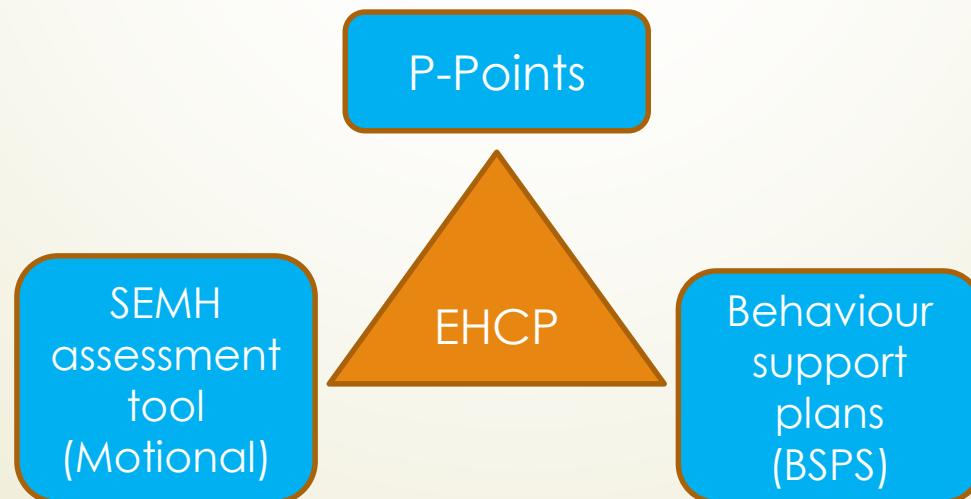 P-Points
EHCP
SEMH
assessment
tool
(Motional)
Behaviour
support
plans
(BSPS)